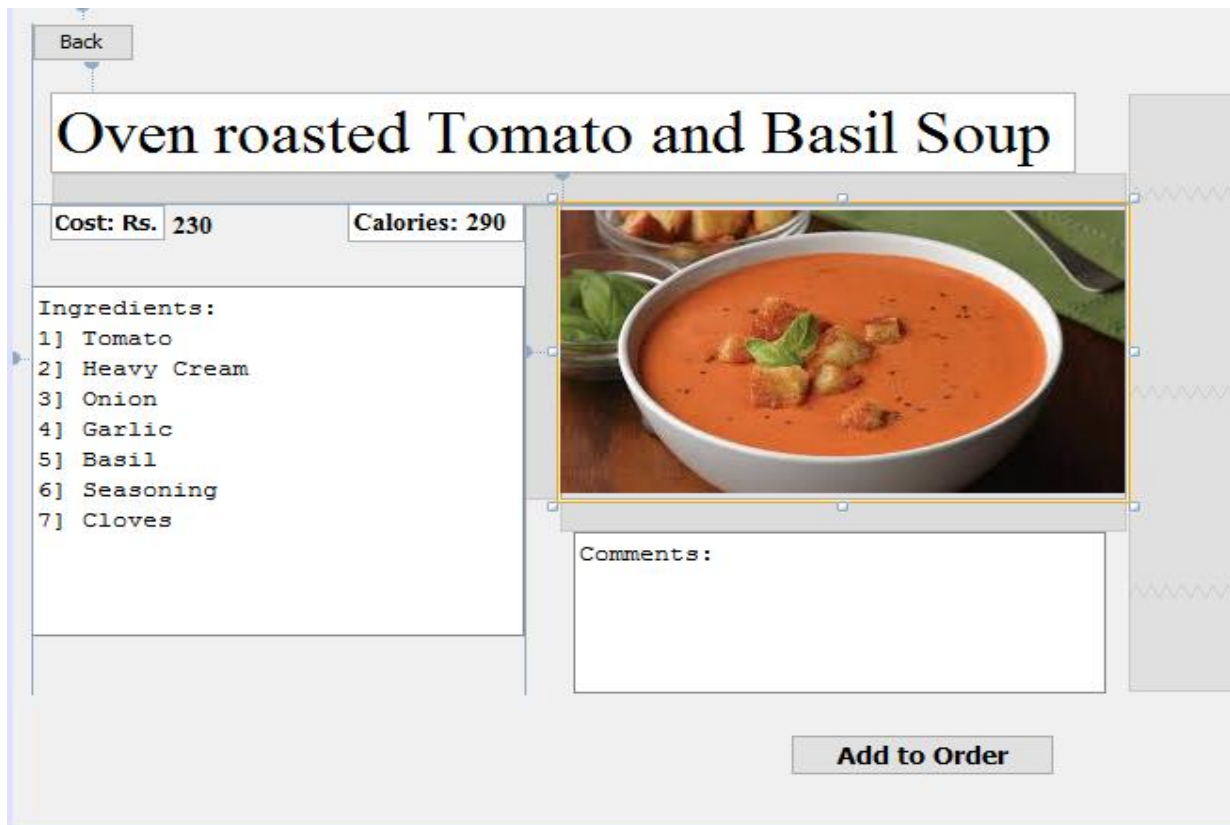 Back
Oven roasted Tomato and Basil Soup
Cost: Rs. 230
Calories: 290
Ingredients:
1] Tomato
2] Heavy Cream
3] Onion
4] Garlic
5] Basil
6] Seasoning
7] Cloves
Comments:
Add to Order